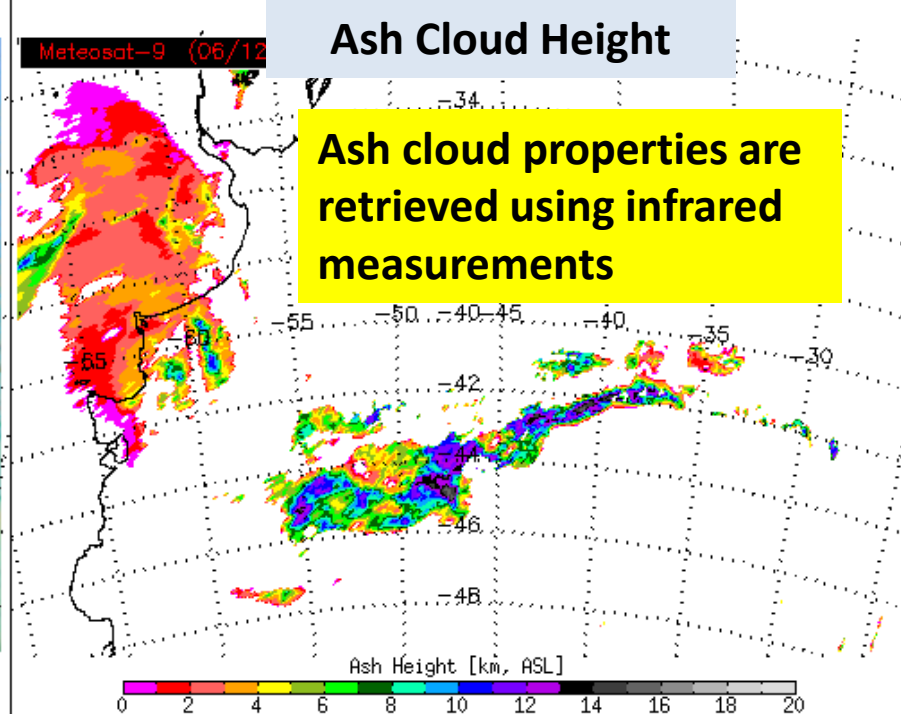 Ash Cloud Height
Meteosat-9 (06/12
-34
Ash cloud properties are
retrieved using infrared
measurements
-55 -50 -40 -45 -40 -35 -30
-60
-65
-42
-44
-46
-48
Ash Height [km, ASL]
0 2 4 6 8 10 12 14 16 18 20